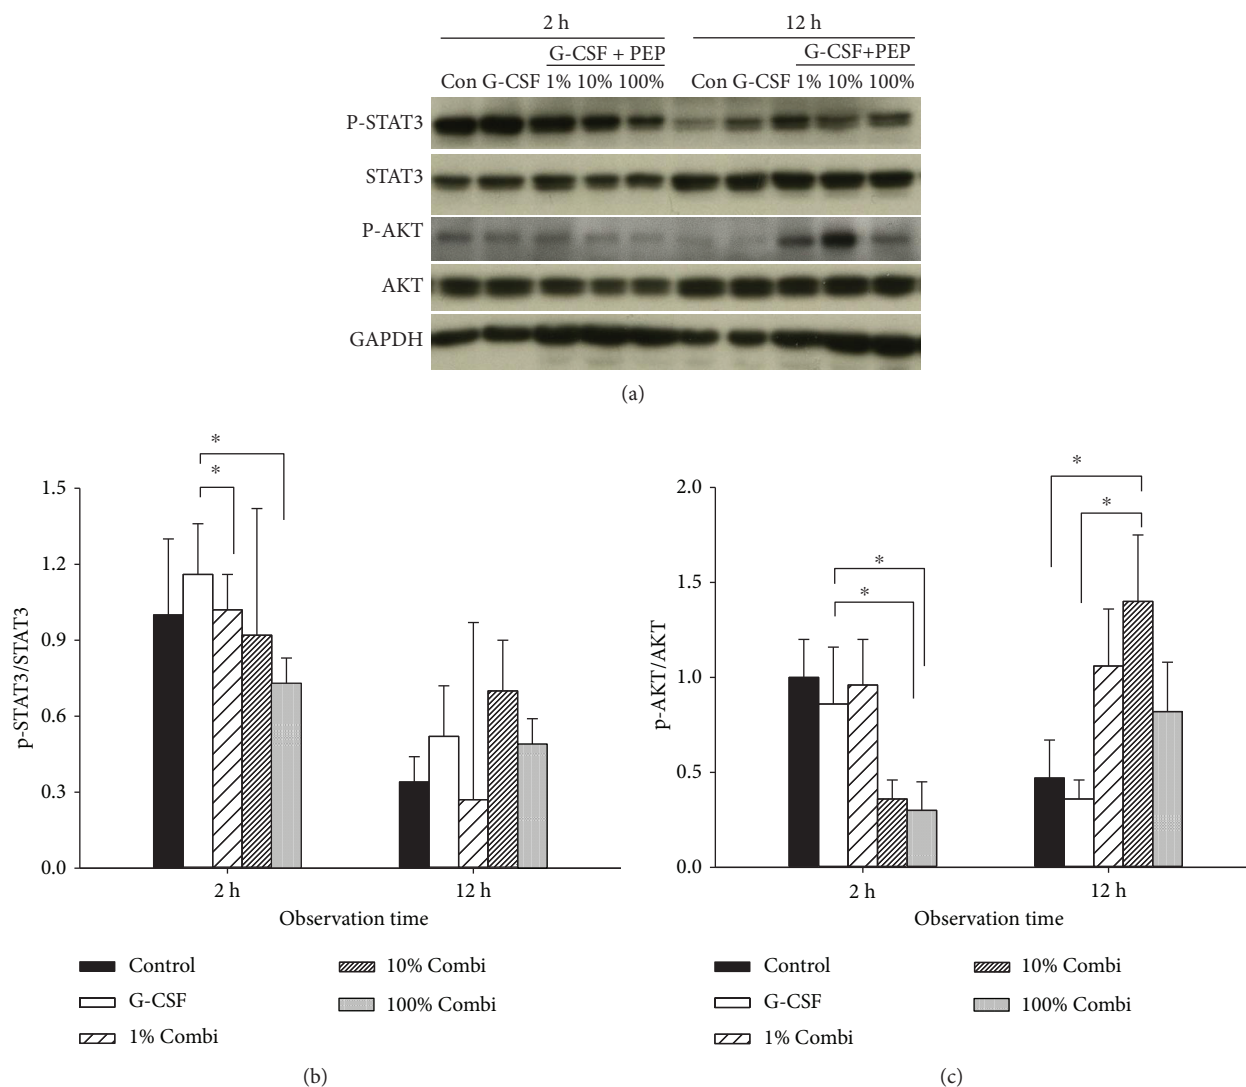 2 h 12 h
G-CSF + PEP G-CSF+PEP
Con G-CSF 1% 10% 100% Con G-CSF 1% 10% 100%
P-STAT3
STAT3
P-AKT
AKT
GAPDH
(a)
p-STAT3/STAT3
1.5
1.2
0.9
0.6
0.3
0.0
* 
*
2 h 12 h
Observation time
Control
G-CSF
1% Combi
10% Combi
100% Combi
(b)
p-AKT/AKT
2.0
1.5
1.0
0.5
0.0
*
*
*
*
2 h 12 h
Observation time
Control
G-CSF
1% Combi
10% Combi
100% Combi
(c)